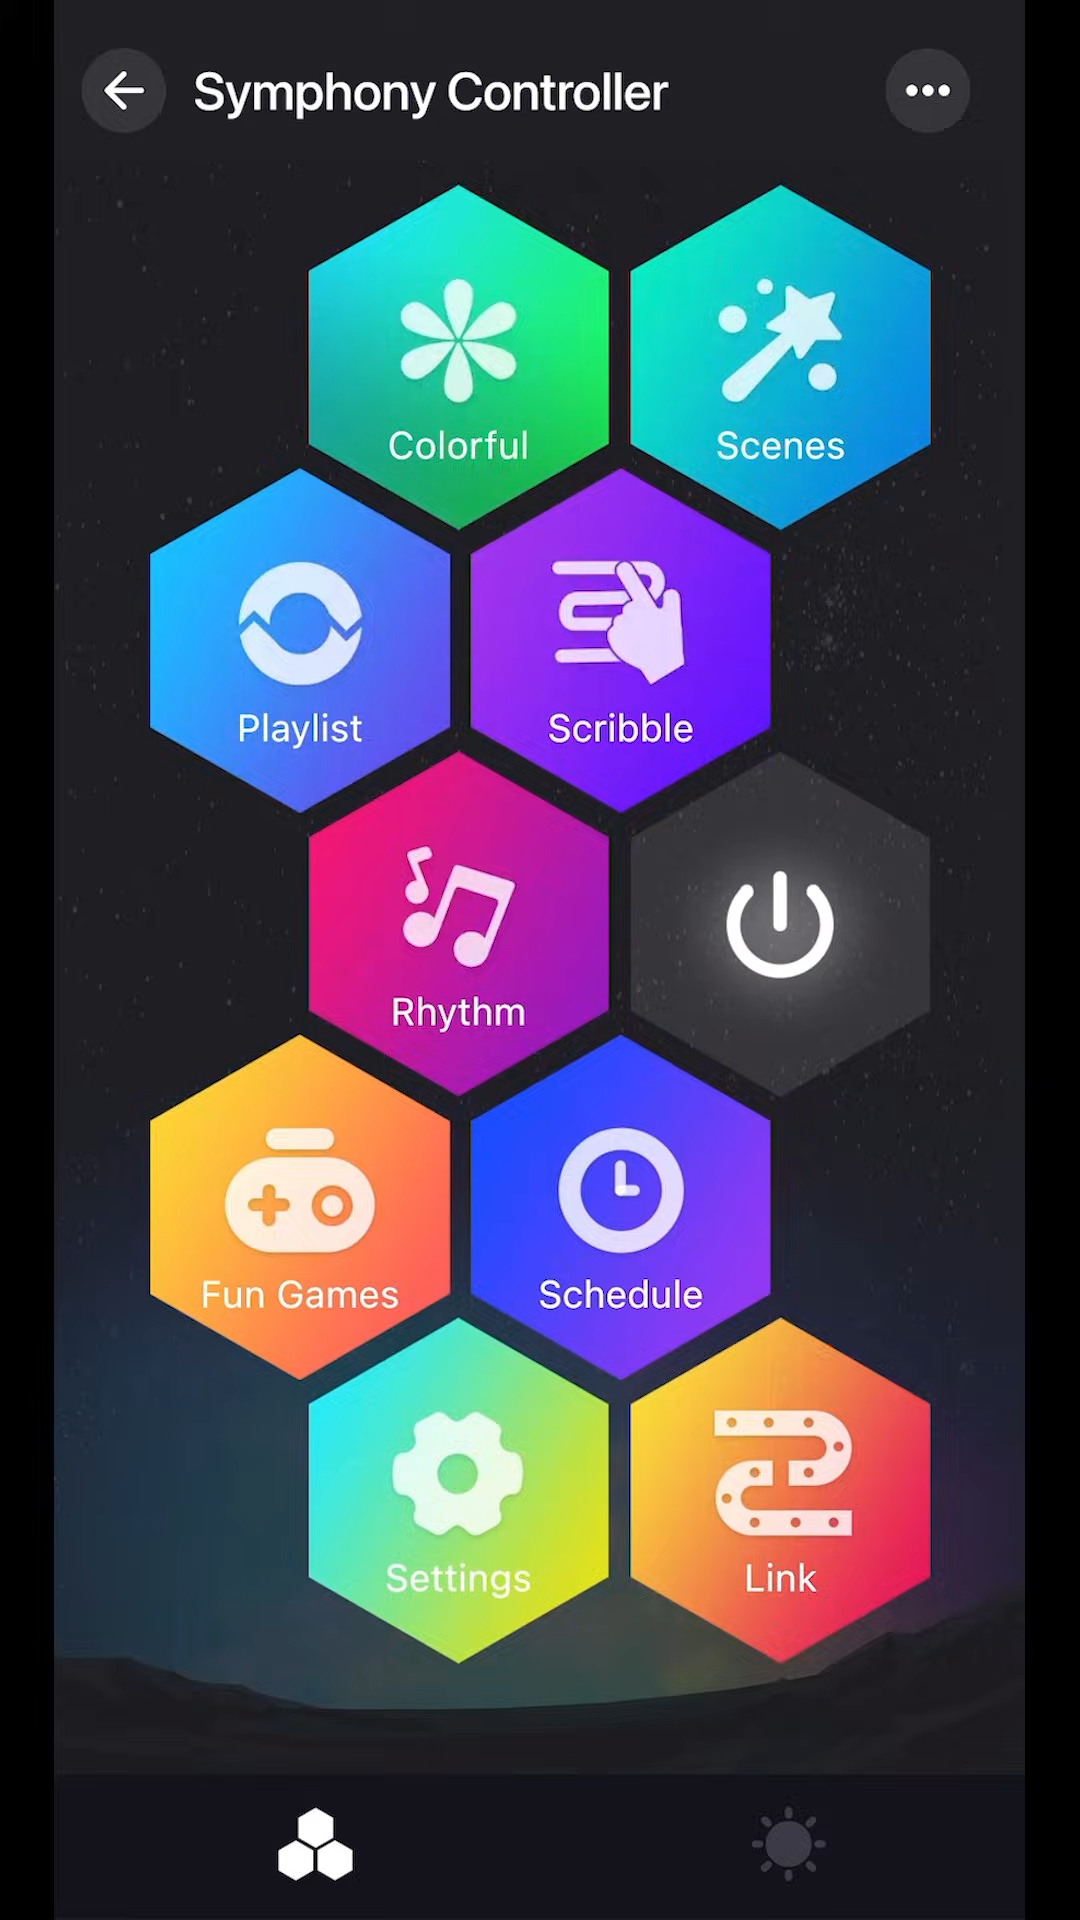 Symphony Controller
Colorful
Scenes
Playlist
Scribble
Rhythm
Fun Games
Schedule
Settings
Link